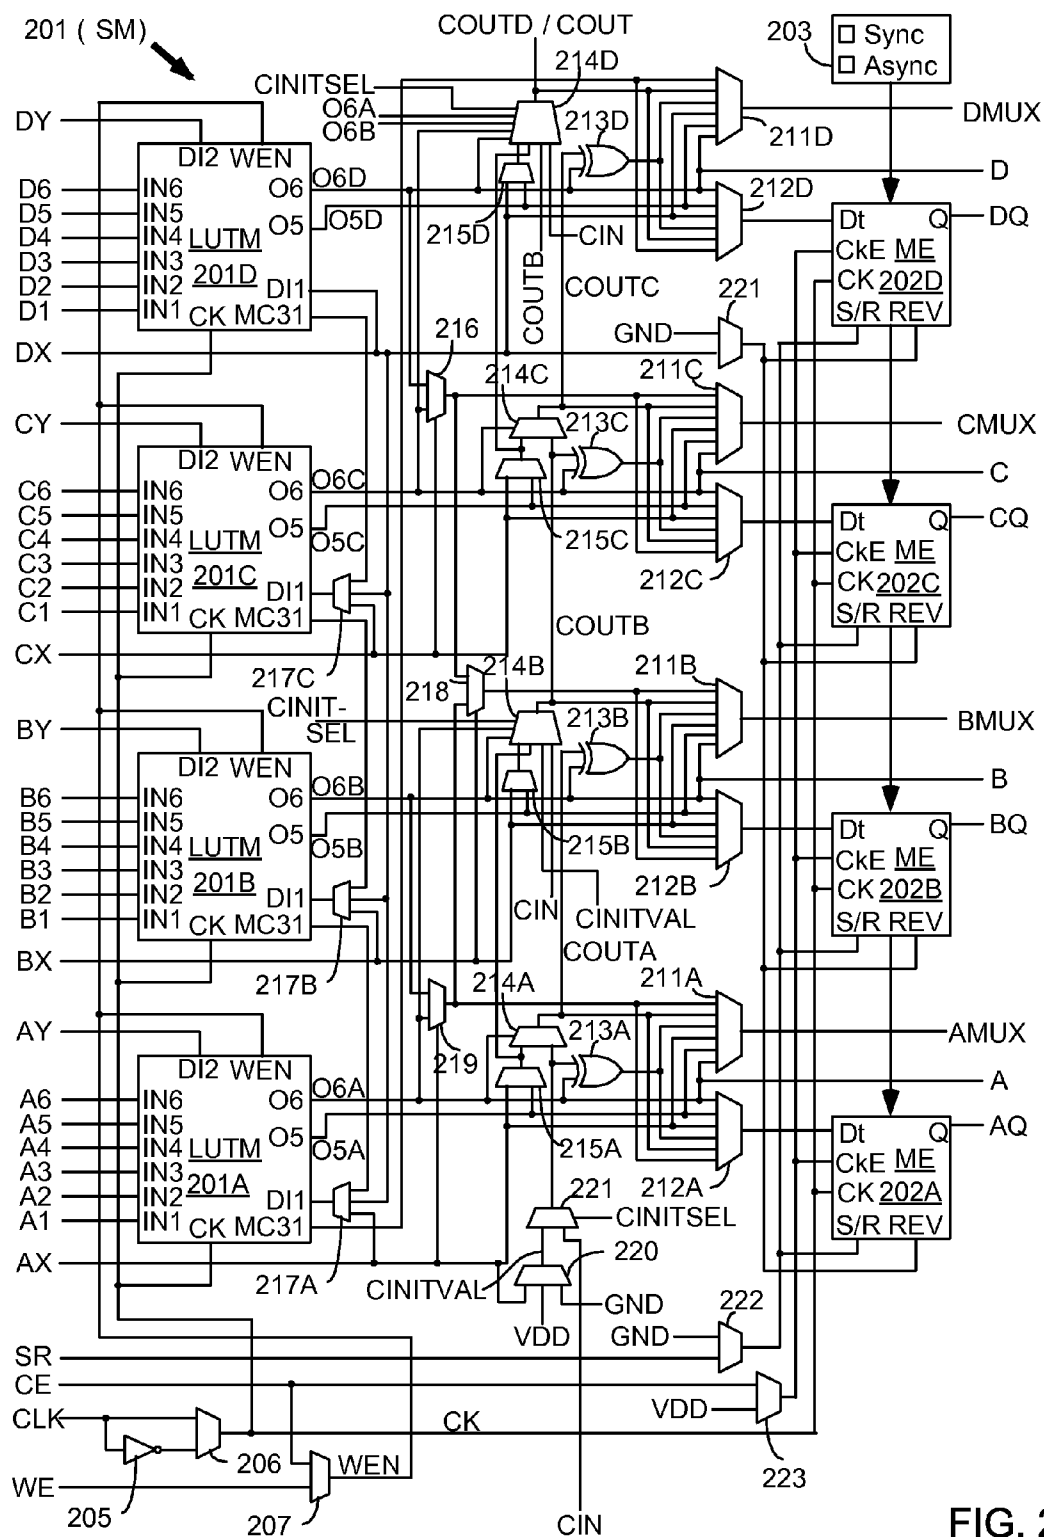 201 ( SM)
COUTD / COUT
203
Sync
Async
CINITSEL
214D
O6A
O6B
213D
DMUX
211D
DY
DI2 WEN
D
D6
IN6
O6
O6D
212D
D5
IN5
D4
IN4
LUTM
O5
O5D
215D
CIN
Dt
Q
DQ
D3
IN3
201D
CkE
ME
D2
IN2
DI1
COUTB
COUTC
CK
202D
D1
IN1
CK MC31
221
S/R REV
216
GND
DX
214C
211C
CY
213C
CMUX
DI2 WEN
C
C6
IN6
O6
O6C
C5
IN5
C4
IN4
LUTM
O5
O5C
215C
Dt
Q
CQ
C3
IN3
201C
CkE
ME
C2
IN2
DI1
212C
CK
202C
C1
IN1
CK MC31
S/R REV
COUTB
CX
217C
218
214B
211B
CINIT-
SEL
213B
BY
BMUX
DI2 WEN
B
B6
IN6
O6
O6B
B5
IN5
B4
IN4
LUTM
O5
O5B
215B
Dt
Q
BQ
B3
IN3
201B
CkE
ME
B2
IN2
DI1
212B
CK
202B
B1
IN1
CK MC31
CIN
CINITVAL
S/R REV
COUTA
BX
217B
214A
211A
AY
213A
AMUX
219
DI2 WEN
A
A6
IN6
O6
O6A
A5
IN5
A4
IN4
LUTM
O5
O5A
215A
Dt
Q
AQ
A3
IN3
201A
CkE
ME
A2
IN2
DI1
221
212A
CK
202A
A1
IN1
CK MC31
CINITSEL
S/R REV
AX
217A
CINITVAL
220
GND
222
VDD
GND
SR
CE
CLK
CK
VDD
206
WEN
223
WE
205
207
CIN